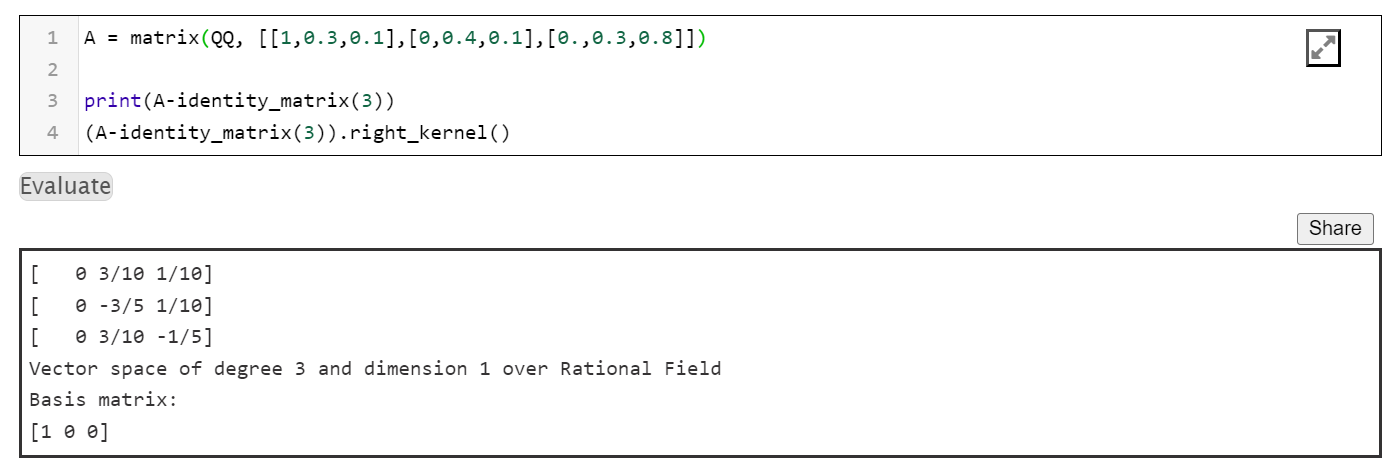 1 A = matrix(QQ, [[1,0.3,0.1],[0,0.4,0.1],[0.,0.3,0.8]])
2
3 print(A-identity_matrix(3))
4 (A-identity_matrix(3)).right_kernel()
Evaluate
Share
[   0 3/10 1/10]
[   0 -3/5 1/10]
[   0 3/10 -1/5]
Vector space of degree 3 and dimension 1 over Rational Field
Basis matrix:
[1 0 0]